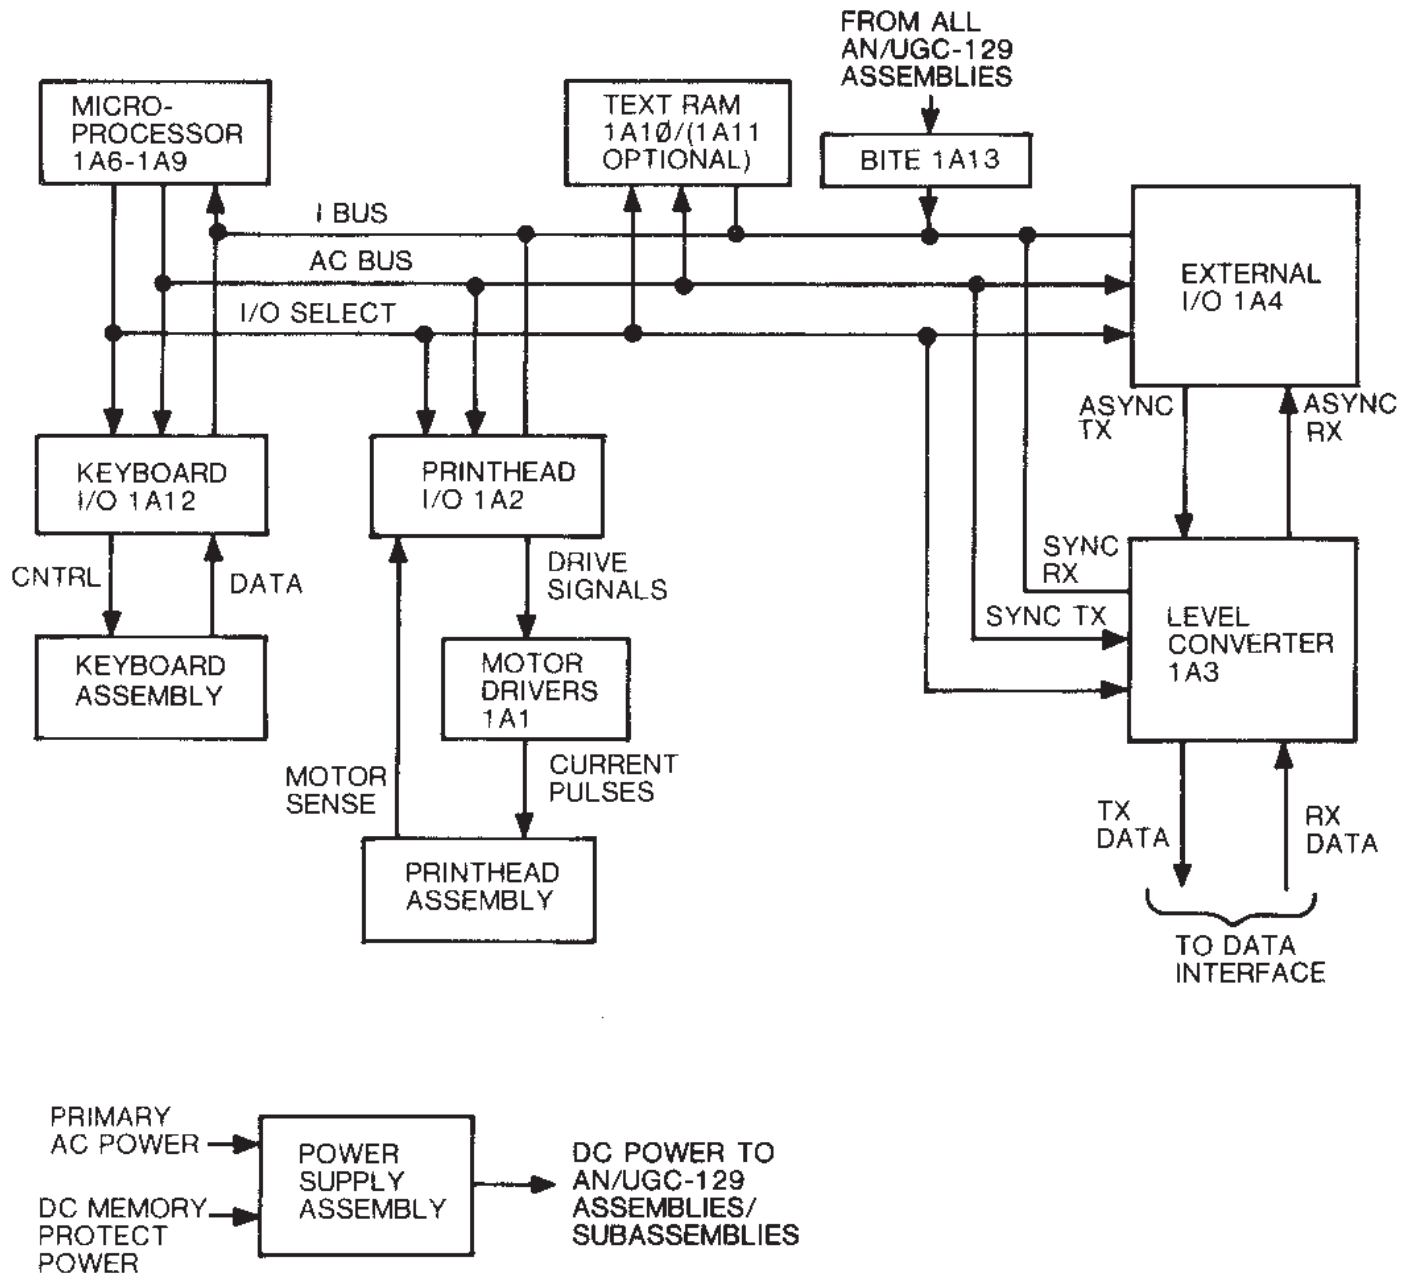 FROM ALL
AN/UGC-129
ASSEMBLIES
MICRO-
PROCESSOR
1A6-1A9
TEXT RAM
1A1Ø/(1A11
OPTIONAL)
BITE 1A13
I BUS
AC BUS
I/O SELECT
EXTERNAL
I/O 1A4
ASYNC
TX
ASYNC
RX
KEYBOARD
I/O 1A12
PRINTHEAD
I/O 1A2
CNTRL
DATA
DRIVE
SIGNALS
SYNC
RX
SYNC TX
LEVEL
CONVERTER
1A3
KEYBOARD
ASSEMBLY
MOTOR
DRIVERS
1A1
MOTOR
SENSE
CURRENT
PULSES
TX
DATA
RX
DATA
PRINTHEAD
ASSEMBLY
TO DATA
INTERFACE
PRIMARY
AC POWER
DC MEMORY
PROTECT
POWER
POWER
SUPPLY
ASSEMBLY
DC POWER TO
AN/UGC-129
ASSEMBLIES/
SUBASSEMBLIES